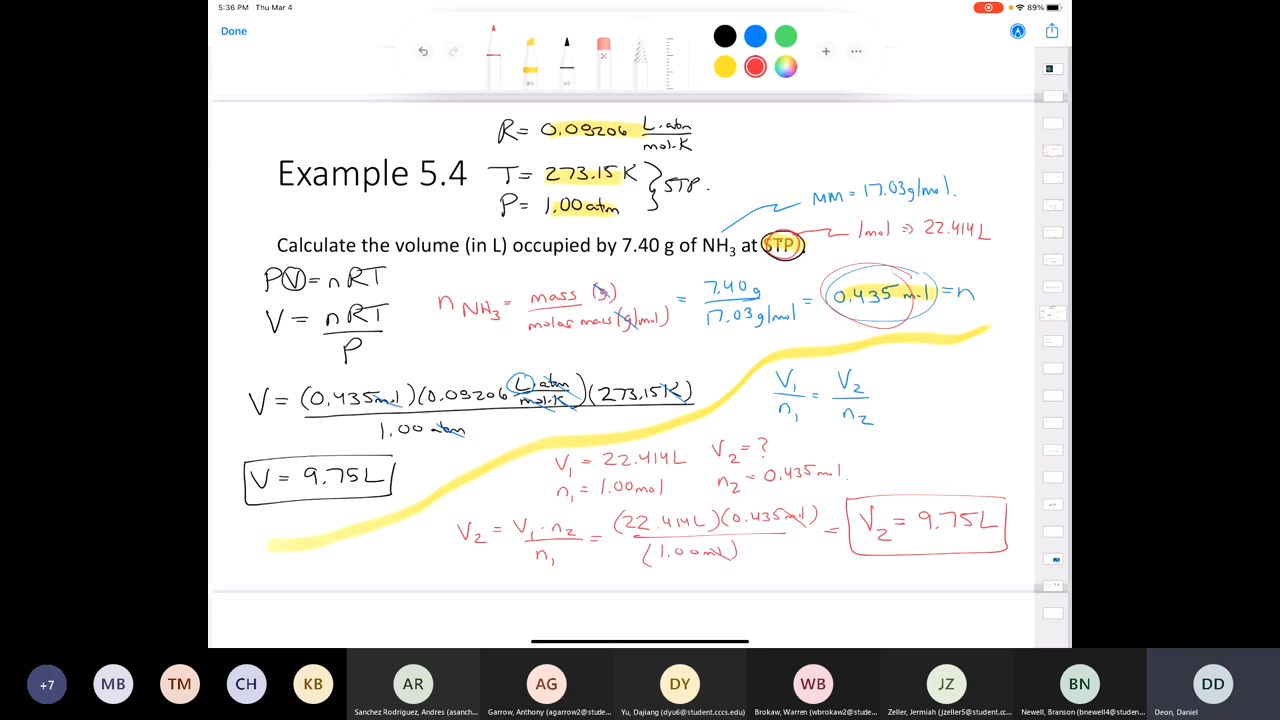 5:36 PM Thu Mar 4
89%
Done
R = 0.08206 L·atm / mol·K
Example 5.4
T = 273.15 K } STP.
P = 1.00 atm
MM = 17.03 g/mol.
1mol => 22.414 L
Calculate the volume (in L) occupied by 7.40 g of NH3 at STP.
PV = nRT
V = nRT / P
n NH3 = mass (g) / molar mass (g/mol) = 7.40 g / 17.03 g/mol = 0.435 mol = n
V = (0.435 mol)(0.08206 L·atm / mol·K)(273.15 K) / 1.00 atm
V = 9.75 L
V1 / n1 = V2 / n2
V1 = 22.414 L V2 = ?
n1 = 1.00 mol n2 = 0.435 mol.
V2 = V1 · n2 / n1 = (22.414 L)(0.435 mol) / (1.00 mol) = V2 = 9.75 L
+7 MB TM CH KB AR AG DY WB JZ BN DD
Sanchez Rodriguez, Andres (asanch... Garrow, Anthony (agarrow2@stude... Yu, Dajiang (dyu6@student.cccs.edu) Brokaw, Warren (wbrokaw2@stude... Zeller, Jermiah (jzeller5@student.c... Newell, Branson (bnewell4@studen... Deon, Daniel